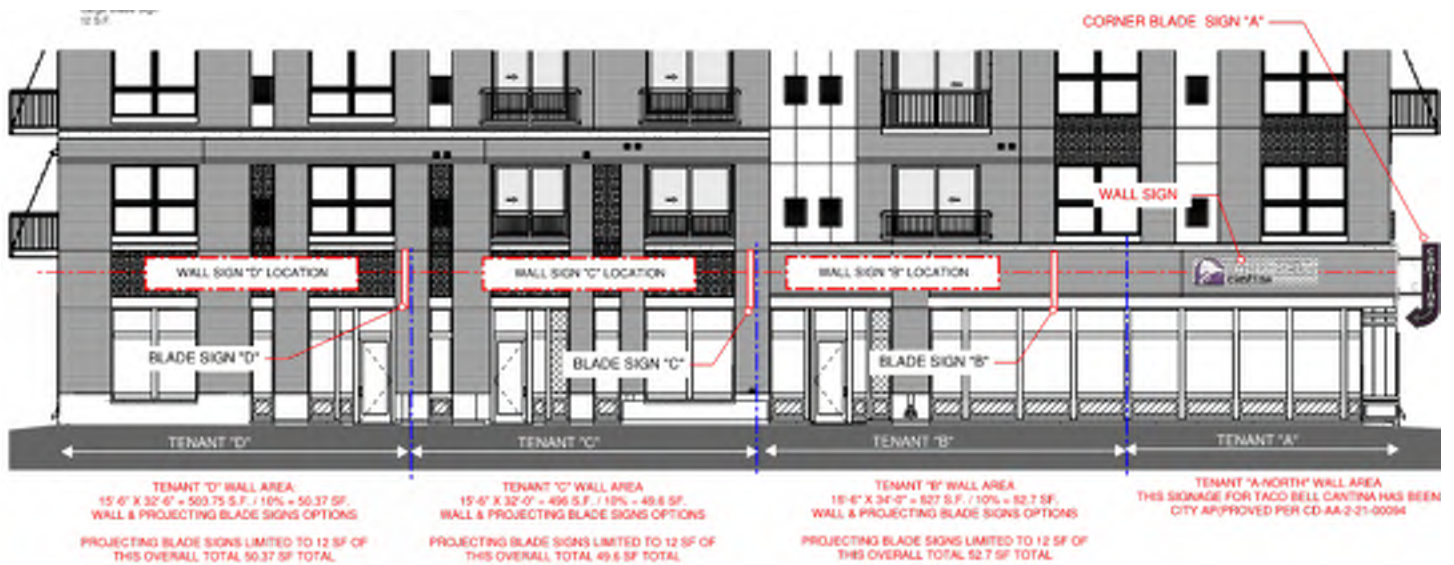 12 S.F.
CORNER BLADE SIGN "A"
WALL SIGN
WALL SIGN "D" LOCATION
WALL SIGN "C" LOCATION
WALL SIGN "B" LOCATION
cantina
CANTINA
BLADE SIGN "D"
BLADE SIGN "C"
BLADE SIGN "B"
TENANT "D"
TENANT "C"
TENANT "B"
TENANT "A"
TENANT "D" WALL AREA:
15'-6" X 32'-6" = 503.75 S.F. / 10% = 50.37 SF.
WALL & PROJECTING BLADE SIGNS OPTIONS
PROJECTING BLADE SIGNS LIMITED TO 12 SF OF
THIS OVERALL TOTAL 50.37 SF TOTAL
TENANT "C" WALL AREA
15'-6" X 32'-0" = 496 S.F. / 10% = 49.6 SF.
WALL & PROJECTING BLADE SIGNS OPTIONS
PROJECTING BLADE SIGNS LIMITED TO 12 SF OF
THIS OVERALL TOTAL 49.6 SF TOTAL
TENANT "B" WALL AREA
15'-6" X 34'-0" = 527 S.F. / 10% = 52.7 SF.
WALL & PROJECTING BLADE SIGNS OPTIONS
PROJECTING BLADE SIGNS LIMITED TO 12 SF OF
THIS OVERALL TOTAL 52.7 SF TOTAL
TENANT "A-NORTH" WALL AREA
THIS SIGNAGE FOR TACO BELL CANTINA HAS BEEN
CITY AP(PROVED PER CD-AA-2-21-00094